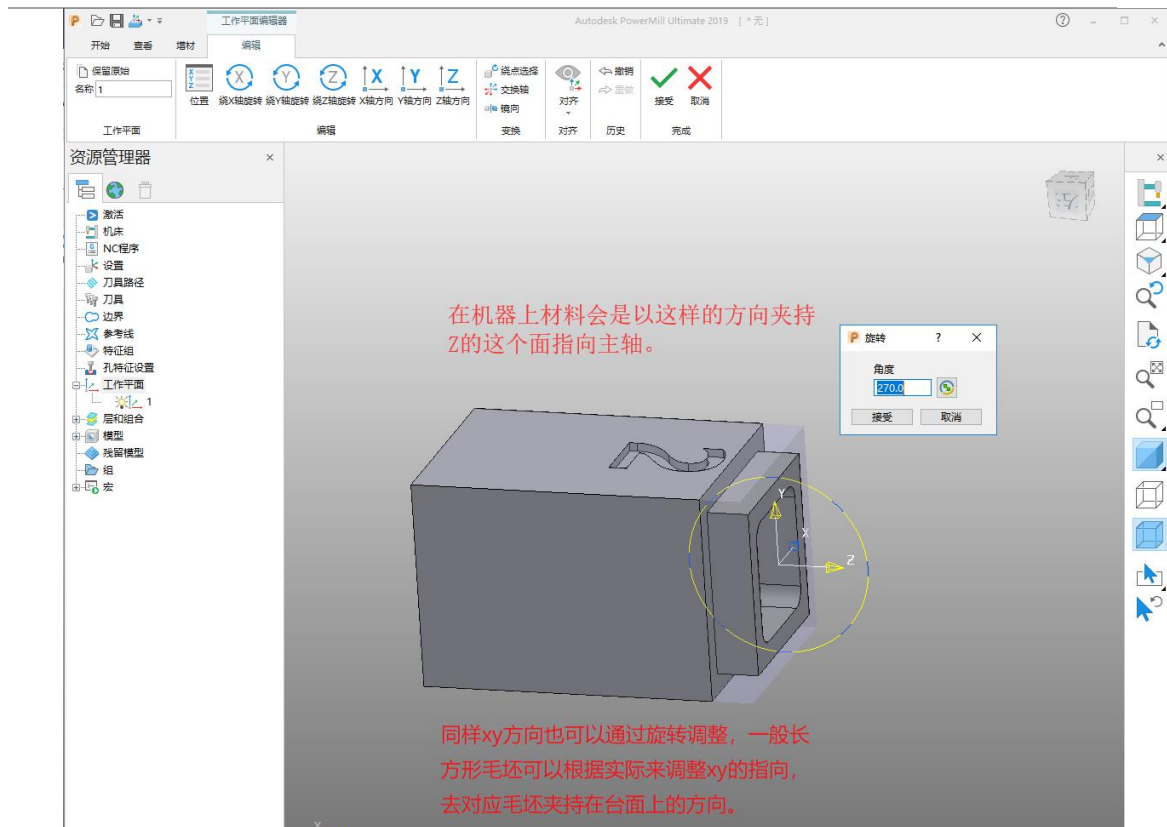 工作平面编辑器
Autodesk PowerMill Ultimate 2019 [ *无 ]
开始 查看 增材 编辑
保留原始
名称 1
位置 绕X轴旋转 绕Y轴旋转 绕Z轴旋转 X轴方向 Y轴方向 Z轴方向
绕点选择
交换轴
镜向
对齐
撤销
重做
接受 取消
工作平面 编辑 变换 对齐 历史 完成
资源管理器
激活
机床
NC程序
设置
刀具路径
刀具
边界
参考线
特征组
孔特征设置
工作平面
1
层和组合
模型
残留模型
组
宏
左
在机器上材料会是以这样的方向夹持
Z的这个面指向主轴。
旋转 ?
角度
270.0
接受 取消
Y
X
Z
同样xy方向也可以通过旋转调整，一般长
方形毛坯可以根据实际来调整xy的指向，
去对应毛坯夹持在台面上的方向。
X